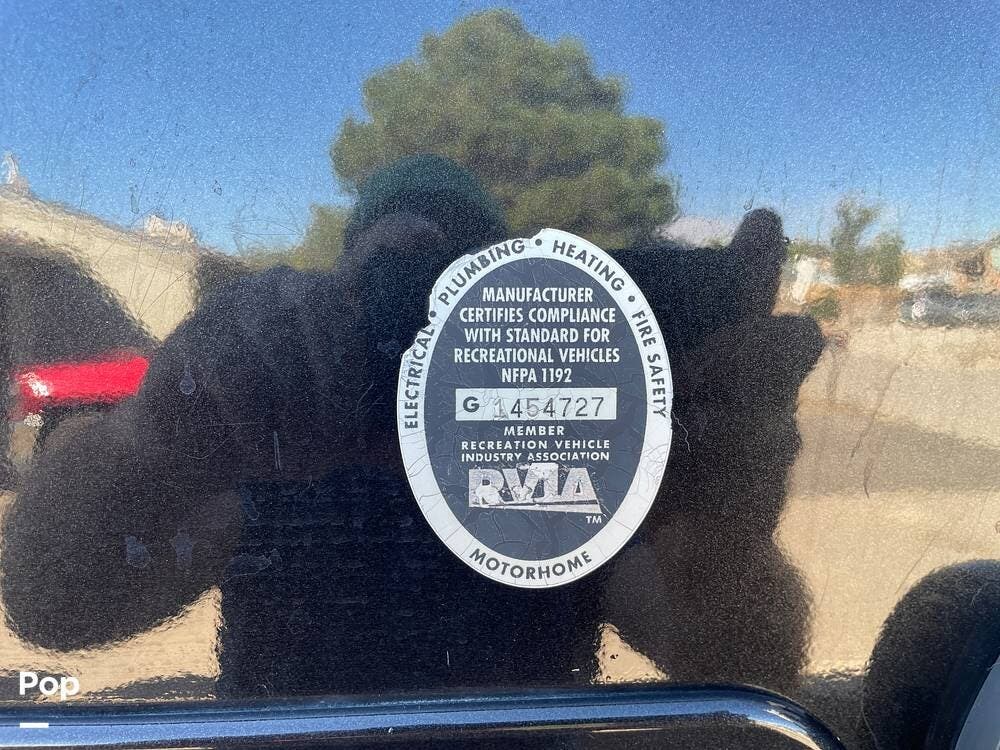 ELECTRICAL • PLUMBING • HEATING • FIRE SAFETY
MANUFACTURER
CERTIFIES COMPLIANCE
WITH STANDARD FOR
RECREATIONAL VEHICLES
NFPA 1192
G 1454727
MEMBER
RECREATION VEHICLE
INDUSTRY ASSOCIATION
RVIA
TM
MOTORHOME
Pop